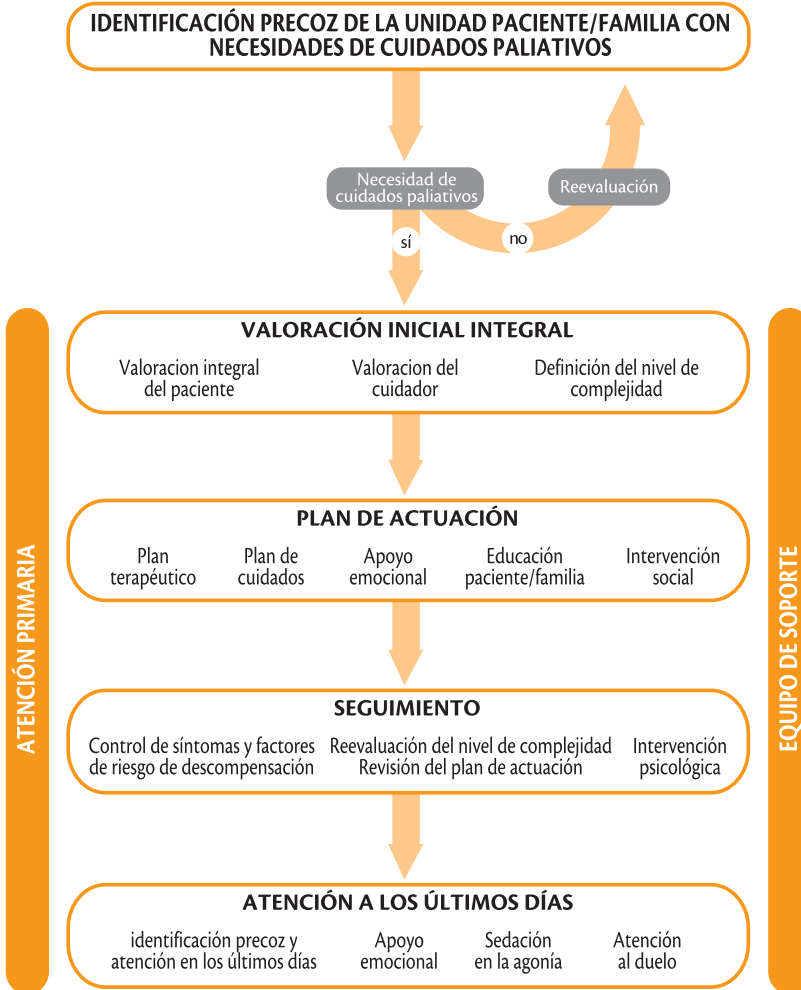 IDENTIFICACIÓN PRECOZ DE LA UNIDAD PACIENTE/FAMILIA CON
NECESIDADES DE CUIDADOS PALIATIVOS
Necesidad de
cuidados paliativos
Reevaluación
sí
no
VALORACIÓN INICIAL INTEGRAL
Valoracion integral
del paciente
Valoracion del
cuidador
Definición del nivel de
complejidad
PLAN DE ACTUACIÓN
Plan
terapéutico
Plan de
cuidados
Apoyo
emocional
Educación
paciente/familia
Intervención
social
SEGUIMIENTO
Control de síntomas y factores
de riesgo de descompensación
Reevaluación del nivel de complejidad
Revisión del plan de actuación
Intervención
psicológica
ATENCIÓN A LOS ÚLTIMOS DÍAS
identificación precoz y
atención en los últimos días
Apoyo
emocional
Sedación
en la agonía
Atención
al duelo
ATENCIÓN PRIMARIA
EQUIPO DE SOPORTE